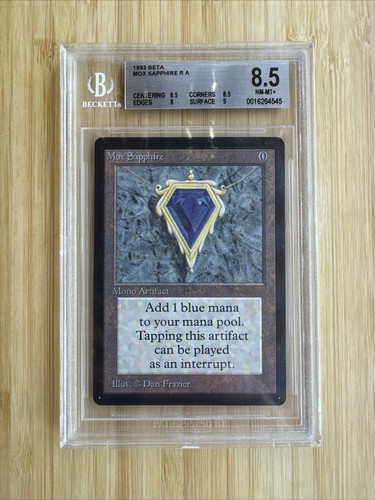 B
BECKETT
1993 BETA
MOX SAPPHIRE R A
CENTERING 8.5 CORNERS 8.5
EDGES 8 SURFACE 9
8.5
NM-MT+
0016264545
Mox Sapphire 0
Mono Artifact
Add 1 blue mana
to your mana pool.
Tapping this artifact
can be played
as an interrupt.
Illus. © Dan Frazier